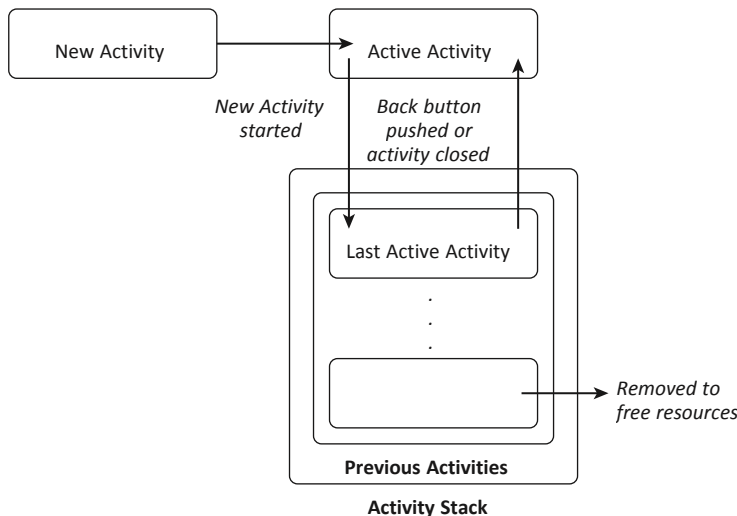 New Activity
Active Activity
New Activity
started
Back button
pushed or
activity closed
Last Active Activity
.
.
.
Removed to
free resources
Previous Activities
Activity Stack